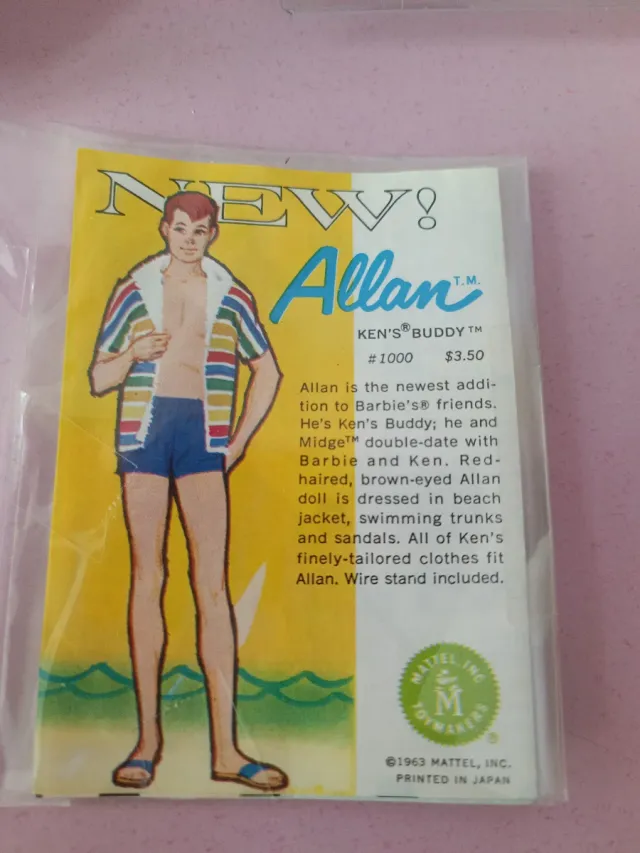 NEW!
Allan T.M.
KEN'S® BUDDY™
#1000 $3.50
Allan is the newest addi-
tion to Barbie's® friends.
He's Ken's Buddy; he and
Midge™ double-date with
Barbie and Ken. Red-
haired, brown-eyed Allan
doll is dressed in beach
jacket, swimming trunks
and sandals. All of Ken's
finely-tailored clothes fit
Allan. Wire stand included.
MATTEL, INC.
M
TOYMAKERS
®
©1963 MATTEL, INC.
PRINTED IN JAPAN